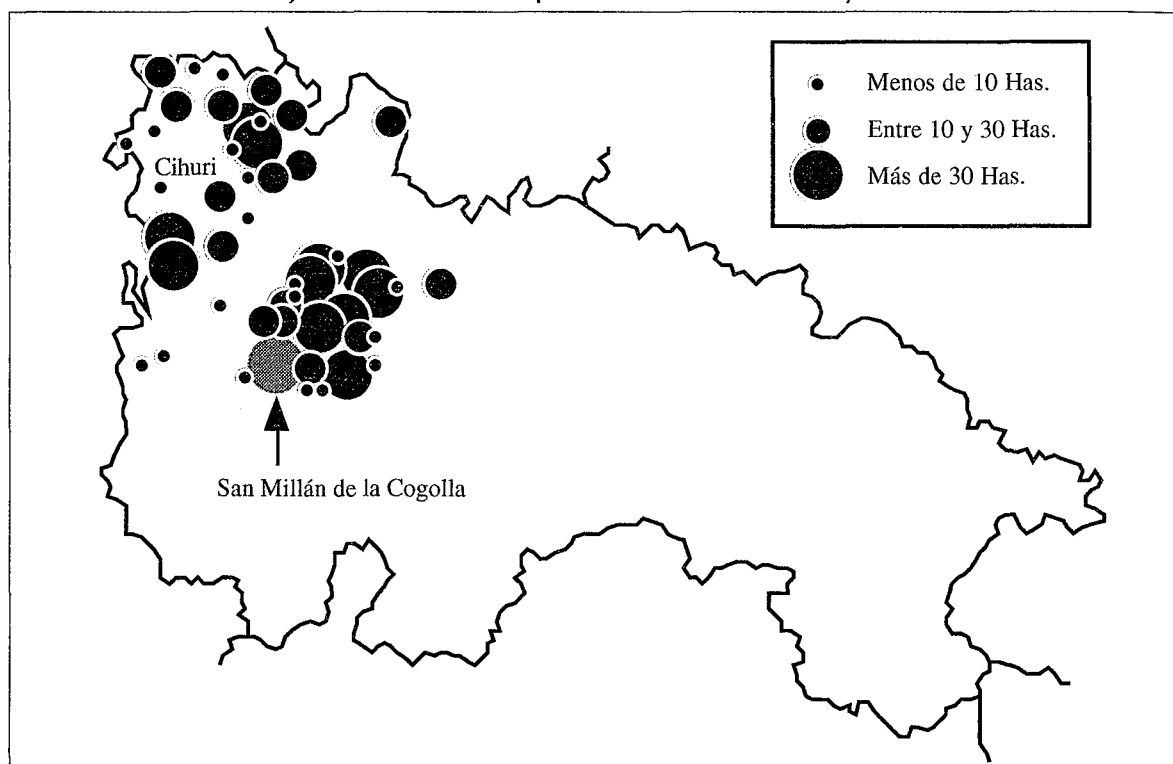 Menos de 10 Has.
Entre 10 y 30 Has.
Más de 30 Has.
Cihuri
San Millán de la Cogolla